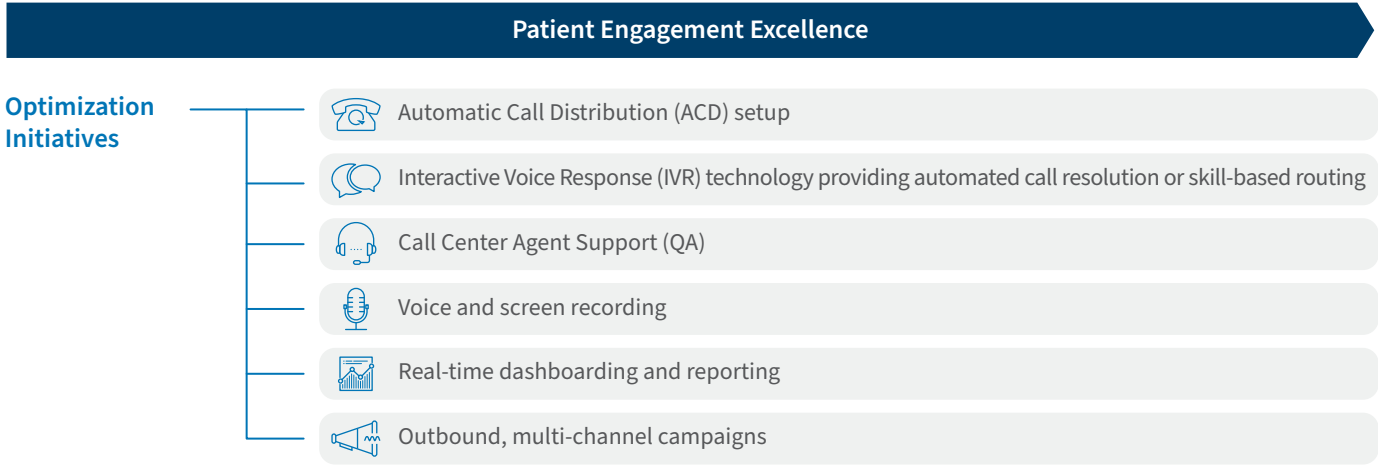 Patient Engagement Excellence
Optimization
Initiatives
Automatic Call Distribution (ACD) setup
Interactive Voice Response (IVR) technology providing automated call resolution or skill-based routing
Call Center Agent Support (QA)
Voice and screen recording
Real-time dashboarding and reporting
Outbound, multi-channel campaigns